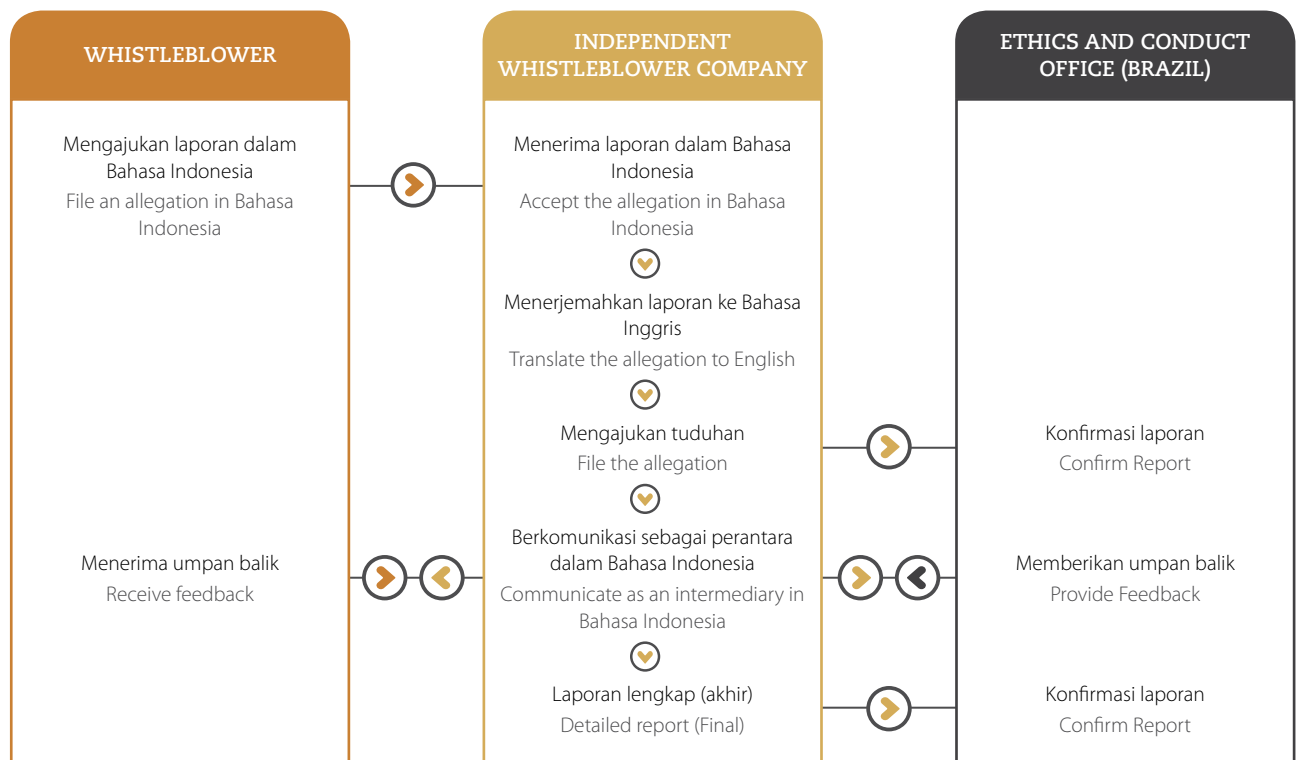 WHISTLEBLOWER
INDEPENDENT
WHISTLEBLOWER COMPANY
ETHICS AND CONDUCT
OFFICE (BRAZIL)
Mengajukan laporan dalam
Bahasa Indonesia
File an allegation in Bahasa
Indonesia
Menerima laporan dalam Bahasa
Indonesia
Accept the allegation in Bahasa
Indonesia
Menerjemahkan laporan ke Bahasa
Inggris
Translate the allegation to English
Mengajukan tuduhan
File the allegation
Konfirmasi laporan
Confirm Report
Menerima umpan balik
Receive feedback
Berkomunikasi sebagai perantara
dalam Bahasa Indonesia
Communicate as an intermediary in
Bahasa Indonesia
Memberikan umpan balik
Provide Feedback
Laporan lengkap (akhir)
Detailed report (Final)
Konfirmasi laporan
Confirm Report